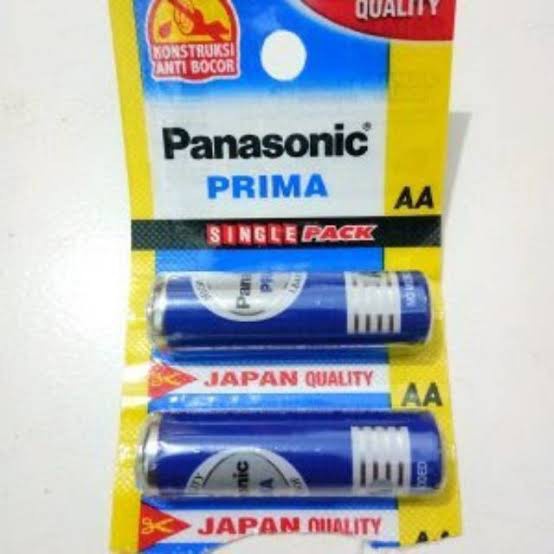 QUALITY
KONSTRUKSI
ANTI BOCOR
Panasonic®
PRIMA
AA
SINGLE PACK
JAPAN QUALITY
AA
JAPAN QUALITY